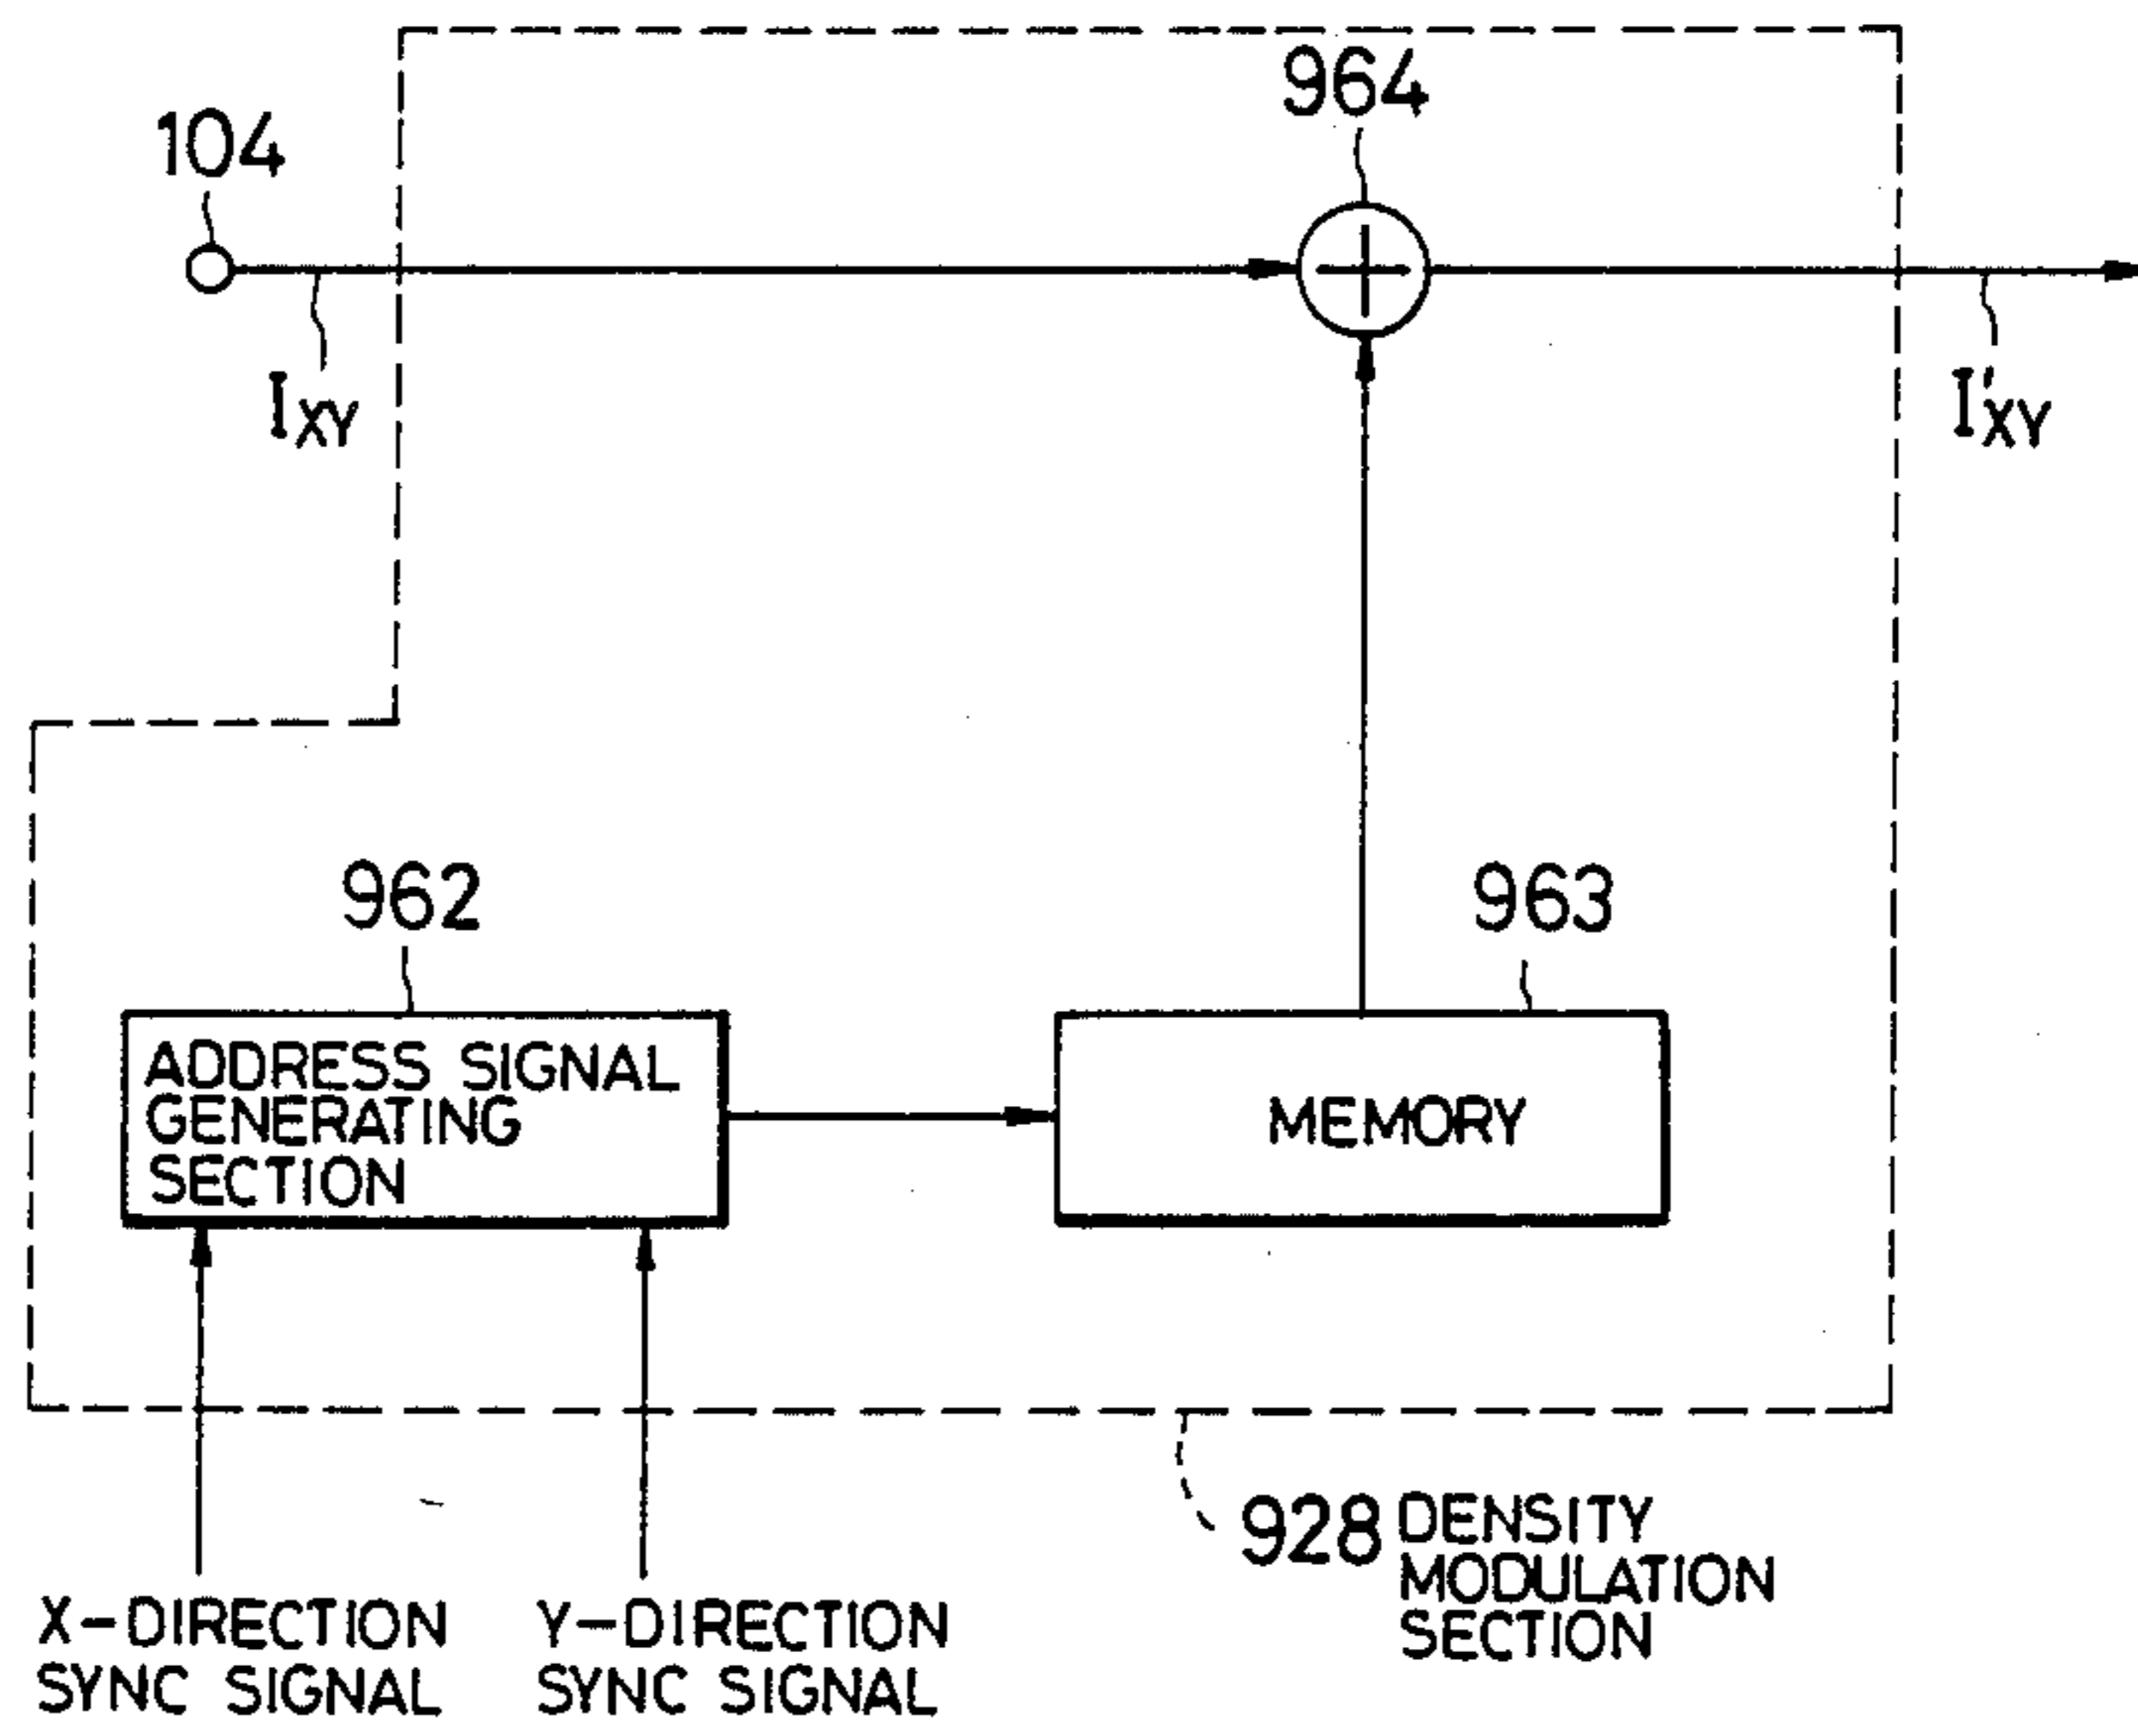 964
104
IXY
I'XY
962
963
ADDRESS SIGNAL
GENERATING
SECTION
MEMORY
928 DENSITY
MODULATION
SECTION
X-DIRECTION
SYNC SIGNAL
Y-DIRECTION
SYNC SIGNAL